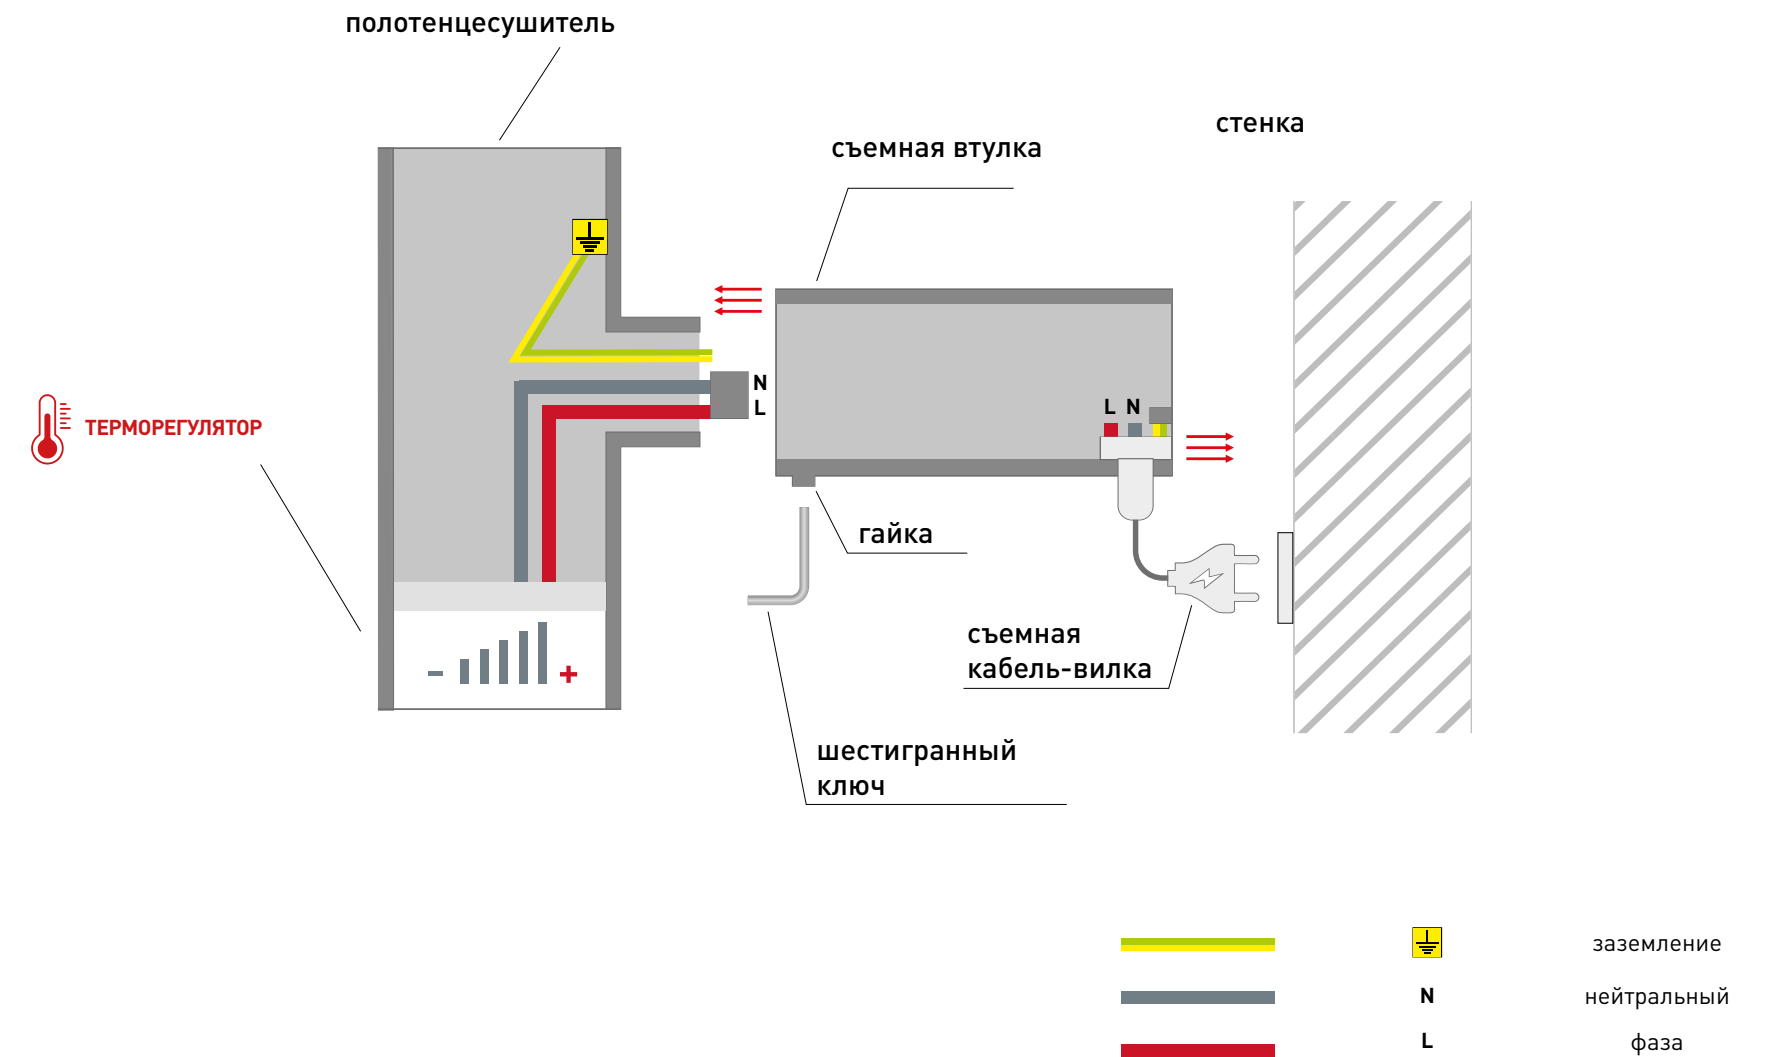 полотенцесушитель
стенка
съемная втулка
N
L
L N
ТЕРМОРЕГУЛЯТОР
гайка
съемная
кабель-вилка
- +
шестигранный
ключ
заземление
N нейтральный
L фаза